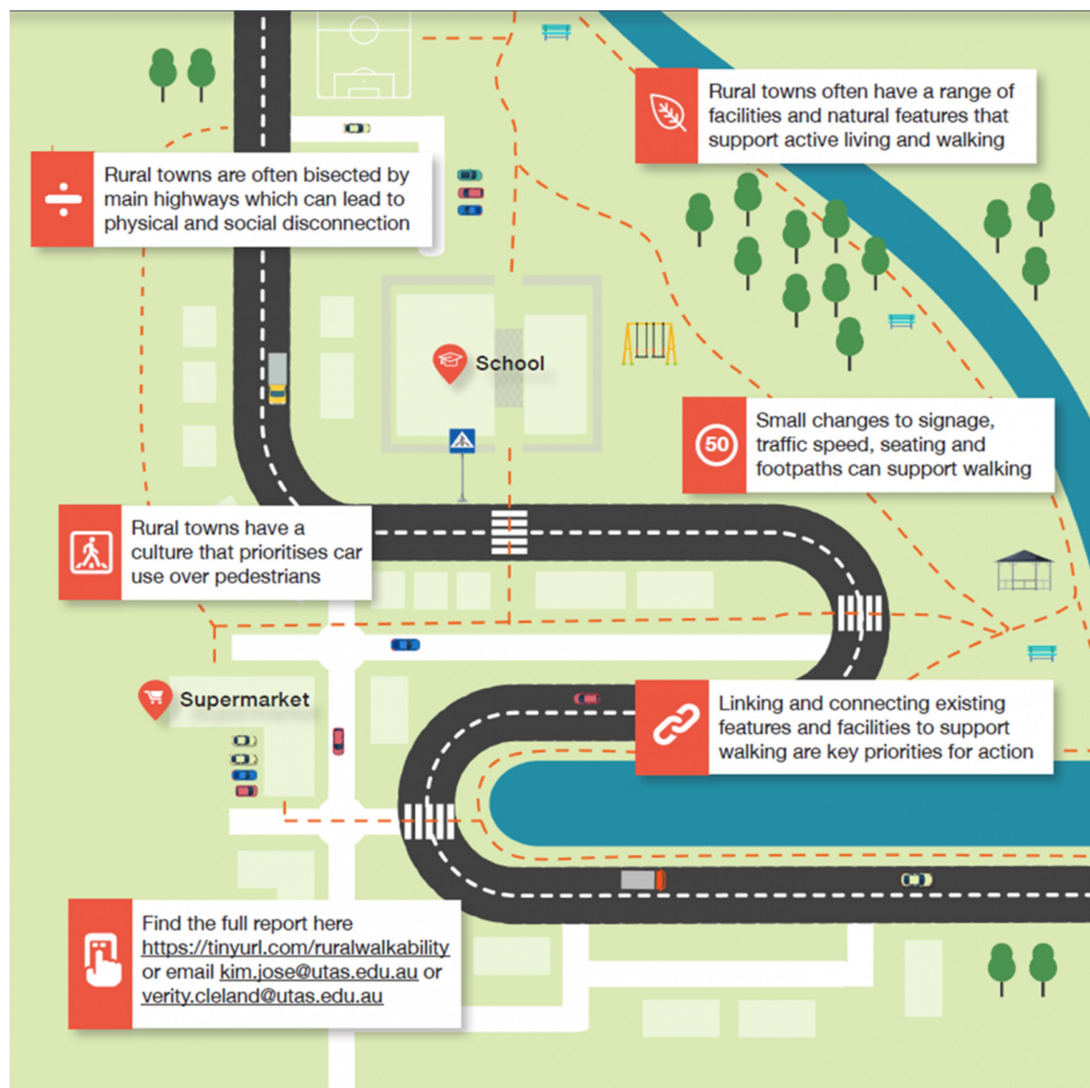 Rural towns often have a range of
facilities and natural features that
support active living and walking
Rural towns are often bisected by
main highways which can lead to
physical and social disconnection
School
50
Small changes to signage,
traffic speed, seating and
footpaths can support walking
Rural towns have a
culture that prioritises car
use over pedestrians
Supermarket
Linking and connecting existing
features and facilities to support
walking are key priorities for action
Find the full report here
https://tinyurl.com/ruralwalkability
or email kim.jose@utas.edu.au or
verity.cleland@utas.edu.au